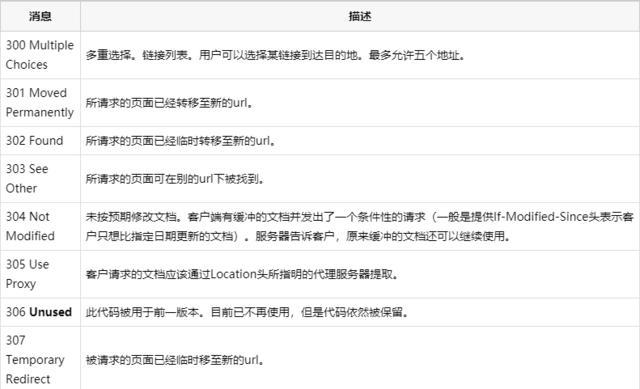 消息 描述
300 Multiple
Choices
多重选择。链接列表。用户可以选择某链接到达目的地。最多允许五个地址。
301 Moved
Permanently
所请求的页面已经转移至新的url。
302 Found
所请求的页面已经临时转移至新的url。
303 See
Other
所请求的页面可在别的url下被找到。
304 Not
Modified
未按预期修改文档。客户端有缓冲的文档并发出了一个条件性的请求（一般是提供If-Modified-Since头表示客
户只想比指定日期更新的文档）。服务器告诉客户，原来缓冲的文档还可以继续使用。
305 Use
Proxy
客户请求的文档应该通过Location头所指明的代理服务器提取。
306 Unused
此代码被用于前一版本。目前已不再使用，但是代码依然被保留。
307
Temporary
Redirect
被请求的页面已经临时移至新的url。